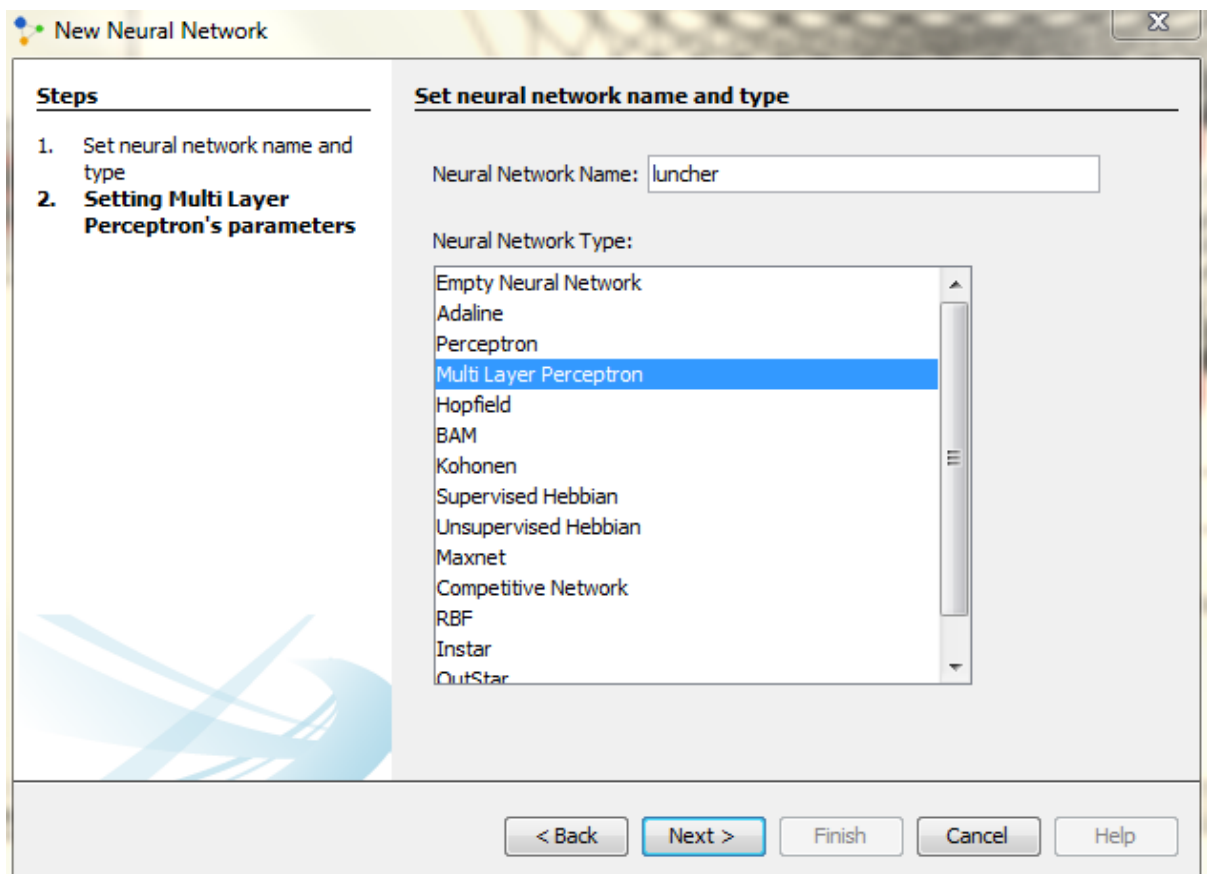 New Neural Network
Steps
1. Set neural network name and
type
2. Setting Multi Layer
Perceptron's parameters
Set neural network name and type
Neural Network Name: luncher
Neural Network Type:
Empty Neural Network
Adaline
Perceptron
Multi Layer Perceptron
Hopfield
BAM
Kohonen
Supervised Hebbian
Unsupervised Hebbian
Maxnet
Competitive Network
RBF
Instar
OutStar
< Back
Next >
Finish
Cancel
Help